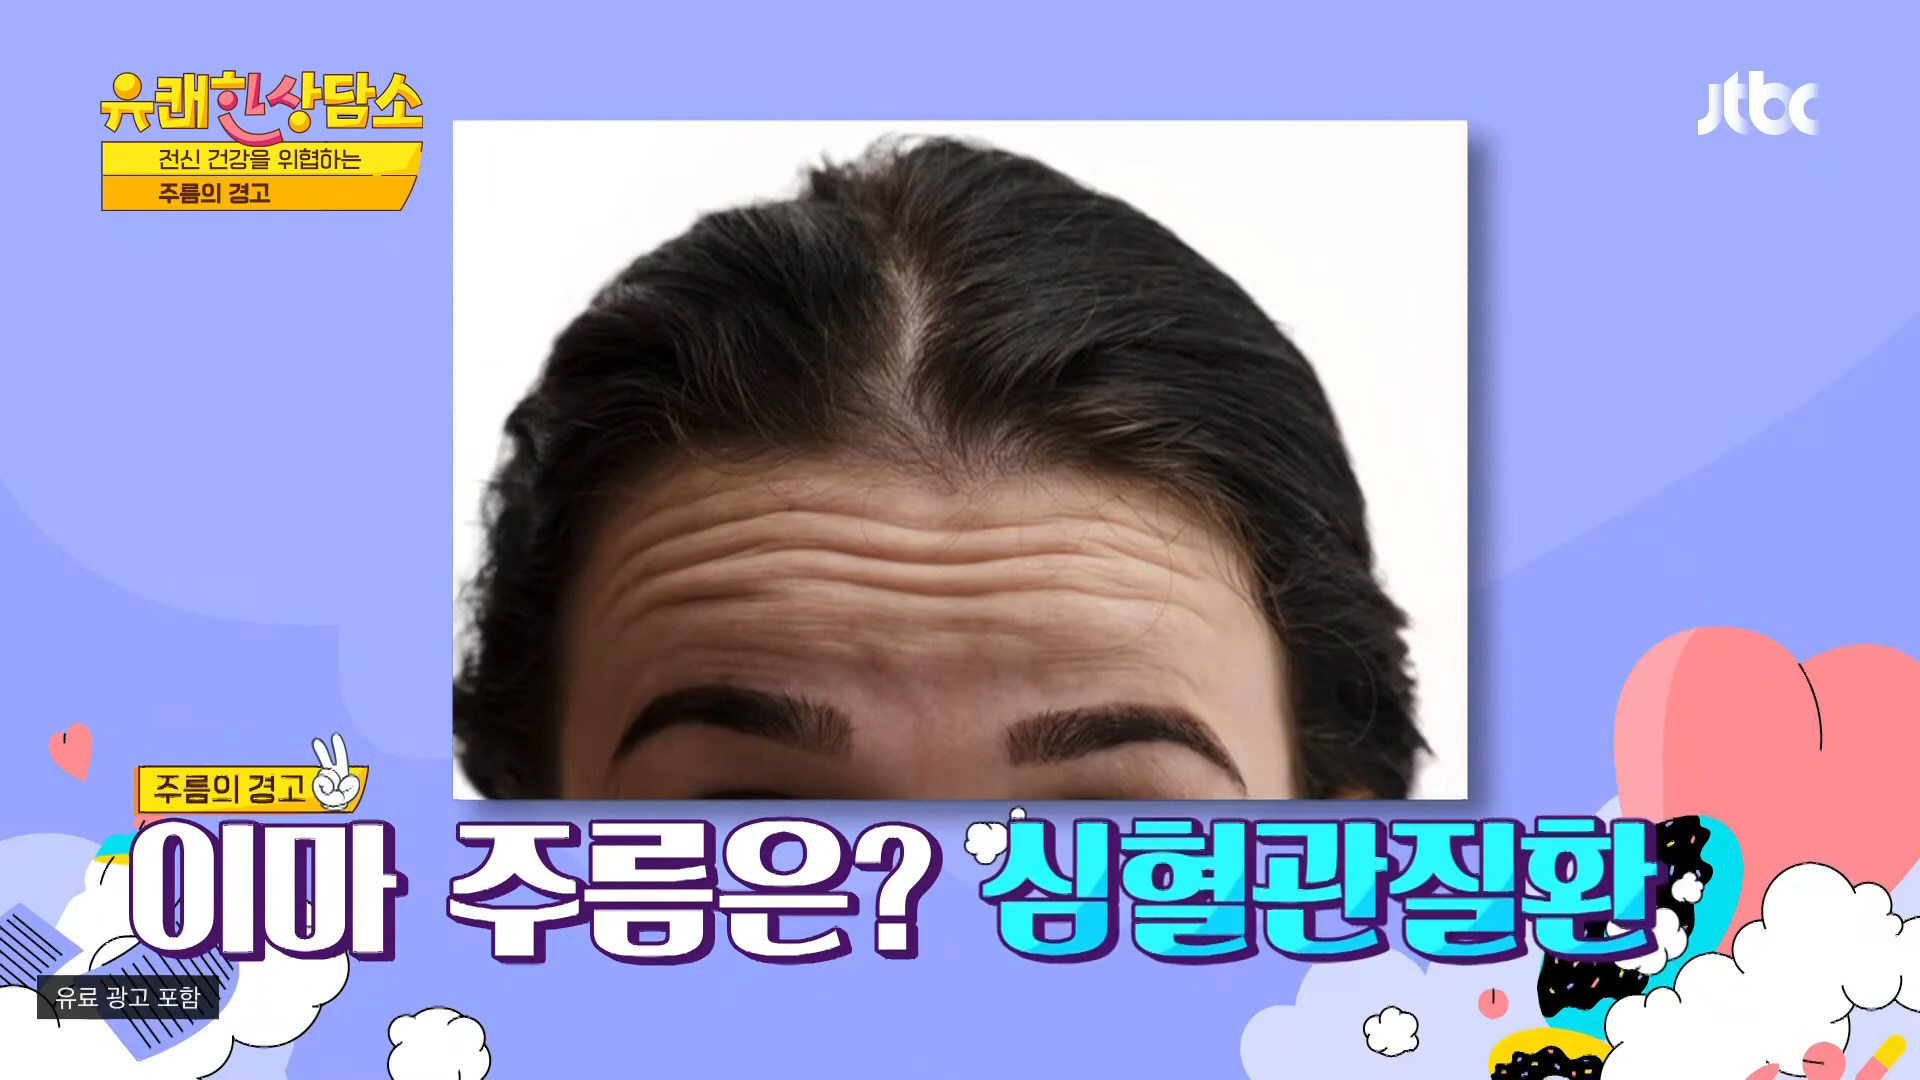 유쾌한상담소
전신 건강을 위협하는
주름의 경고
jtbc
주름의 경고
이마 주름은? 심혈관질환
유료 광고 포함